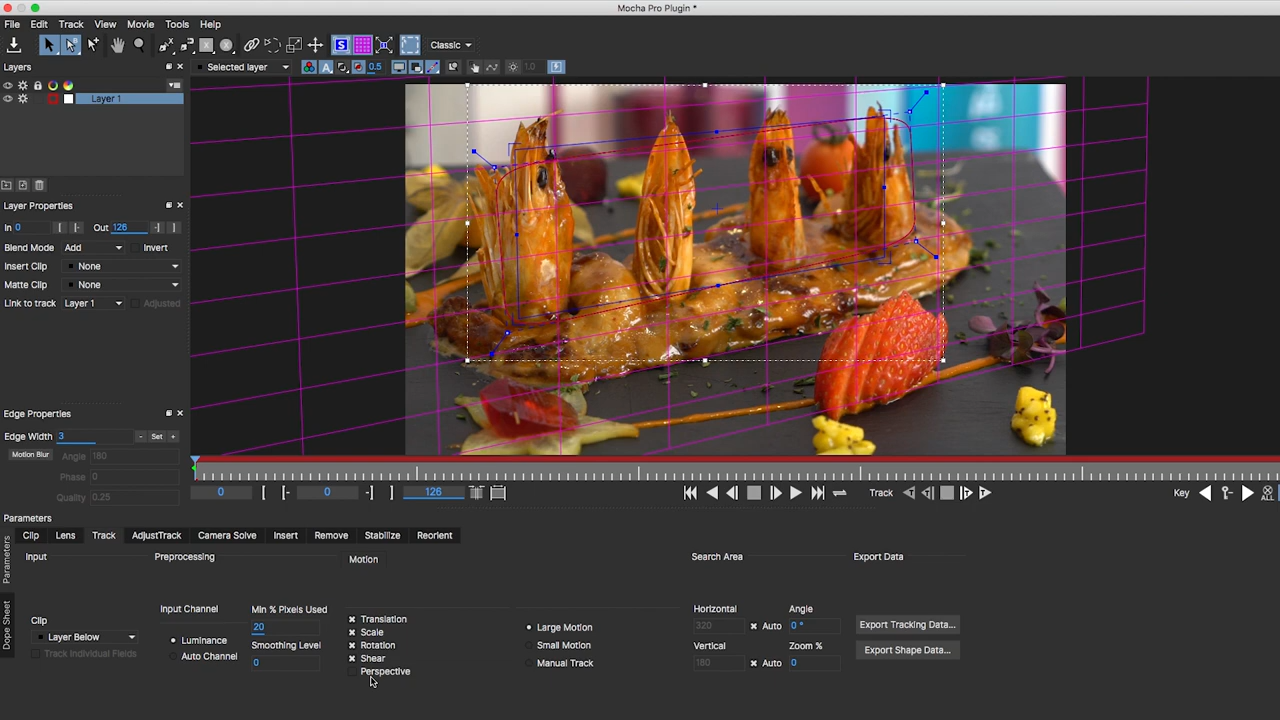 Mocha Pro Plugin *
File Edit Track View Movie Tools Help
Classic
Layers
Selected layer
0.5
1.0
Layer 1
Layer Properties
In 0 Out 126
Blend Mode Add Invert
Insert Clip None
Matte Clip None
Link to track Layer 1 Adjusted
Edge Properties
Edge Width 3 - Set +
Motion Blur Angle 180
Phase 0
Quality 0.25
0 0 126 Track Key ALL
Parameters
Clip Lens Track AdjustTrack Camera Solve Insert Remove Stabilize Reorient
Parameters
Dope Sheet
Input Preprocessing Motion Search Area Export Data
Clip
Layer Below
Track Individual Fields
Input Channel
Luminance
Auto Channel
Min % Pixels Used
20
Smoothing Level
0
Translation
Scale
Rotation
Shear
Perspective
Large Motion
Small Motion
Manual Track
Horizontal Angle
320 Auto 0 °
Vertical Zoom %
180 Auto 0
Export Tracking Data...
Export Shape Data...